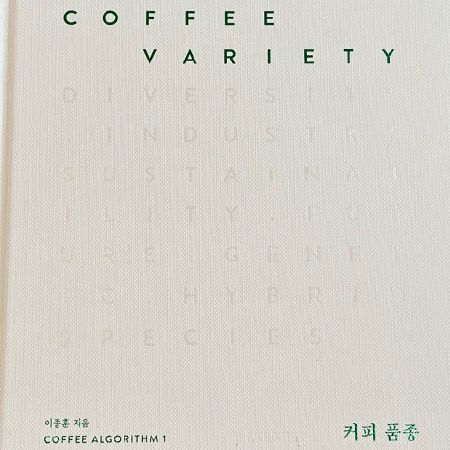 COFFEE
VARIETY
DIVERSITY
.INDUSTRY.
SUSTAINAB
ILITY.FUT
URE.GENET
IC.HYBRID
SPECIES
이종훈 지음
COFFEE ALGORITHM 1
커피 품종